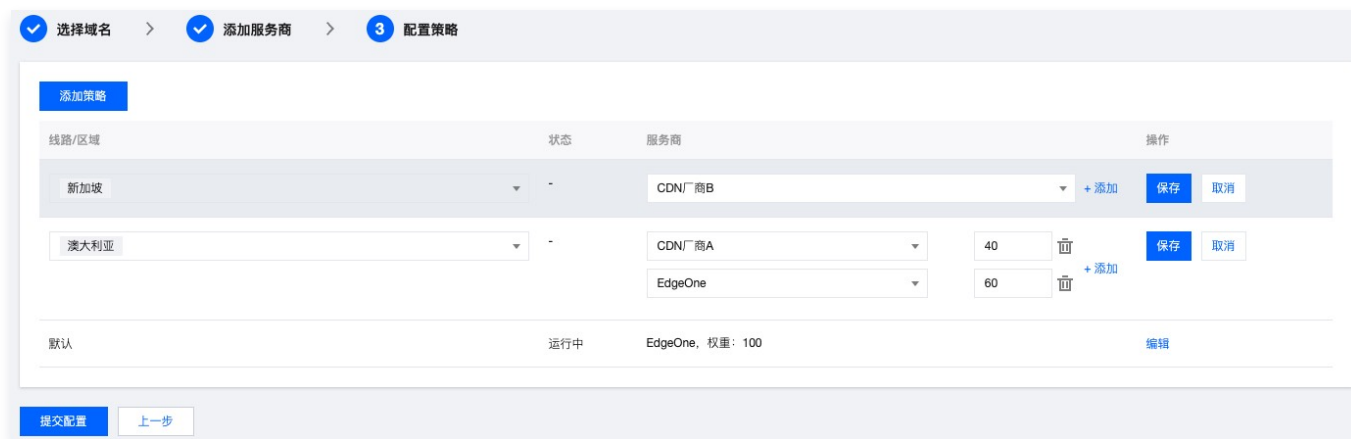 选择域名 > 添加服务商 > 3 配置策略
添加策略
线路/区域 状态 服务商 操作
新加坡 - CDN厂商B + 添加 保存 取消
澳大利亚 - CDN厂商A 40 保存 取消
+ 添加
EdgeOne 60
默认 运行中 EdgeOne, 权重: 100 编辑
提交配置 上一步